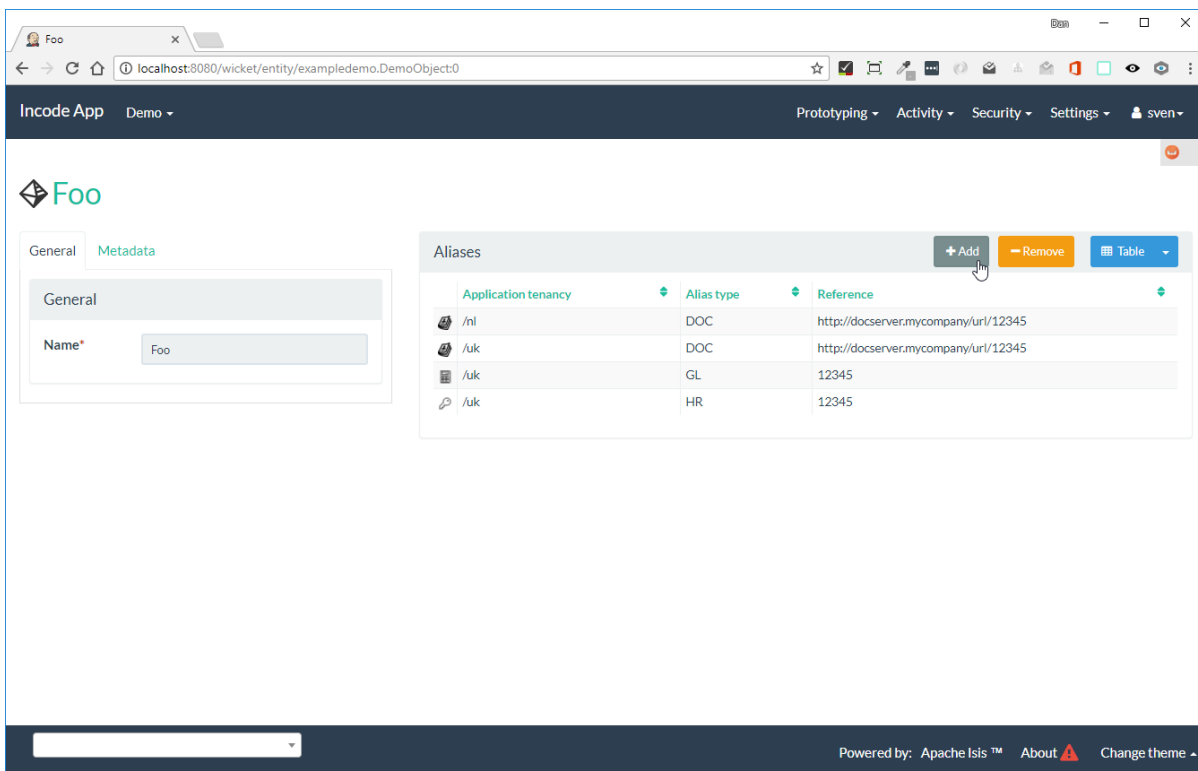 Dan
Foo
localhost:8080/wicket/entity/exampledemo.DemoObject:0
Incode App Demo Prototyping Activity Security Settings sven
Foo
General Metadata
General
Name* Foo
Aliases + Add − Remove Table
Application tenancy Alias type Reference
/nl DOC http://docserver.mycompany/url/12345
/uk DOC http://docserver.mycompany/url/12345
/uk GL 12345
/uk HR 12345
Powered by: Apache Isis ™ About Change theme